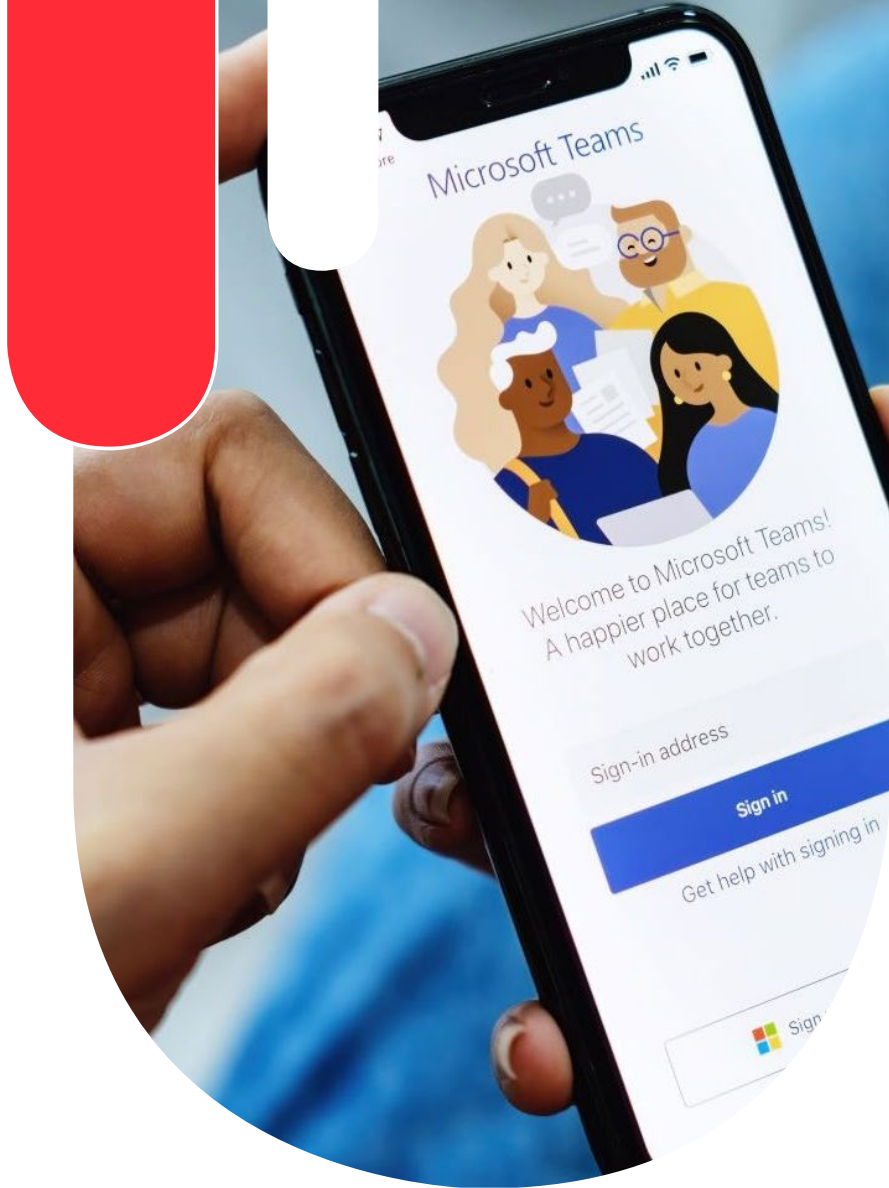 Microsoft Teams
Welcome to Microsoft Teams!
A happier place for teams to
work together.
Sign-in address
Sign in
Get help with signing in
Sign